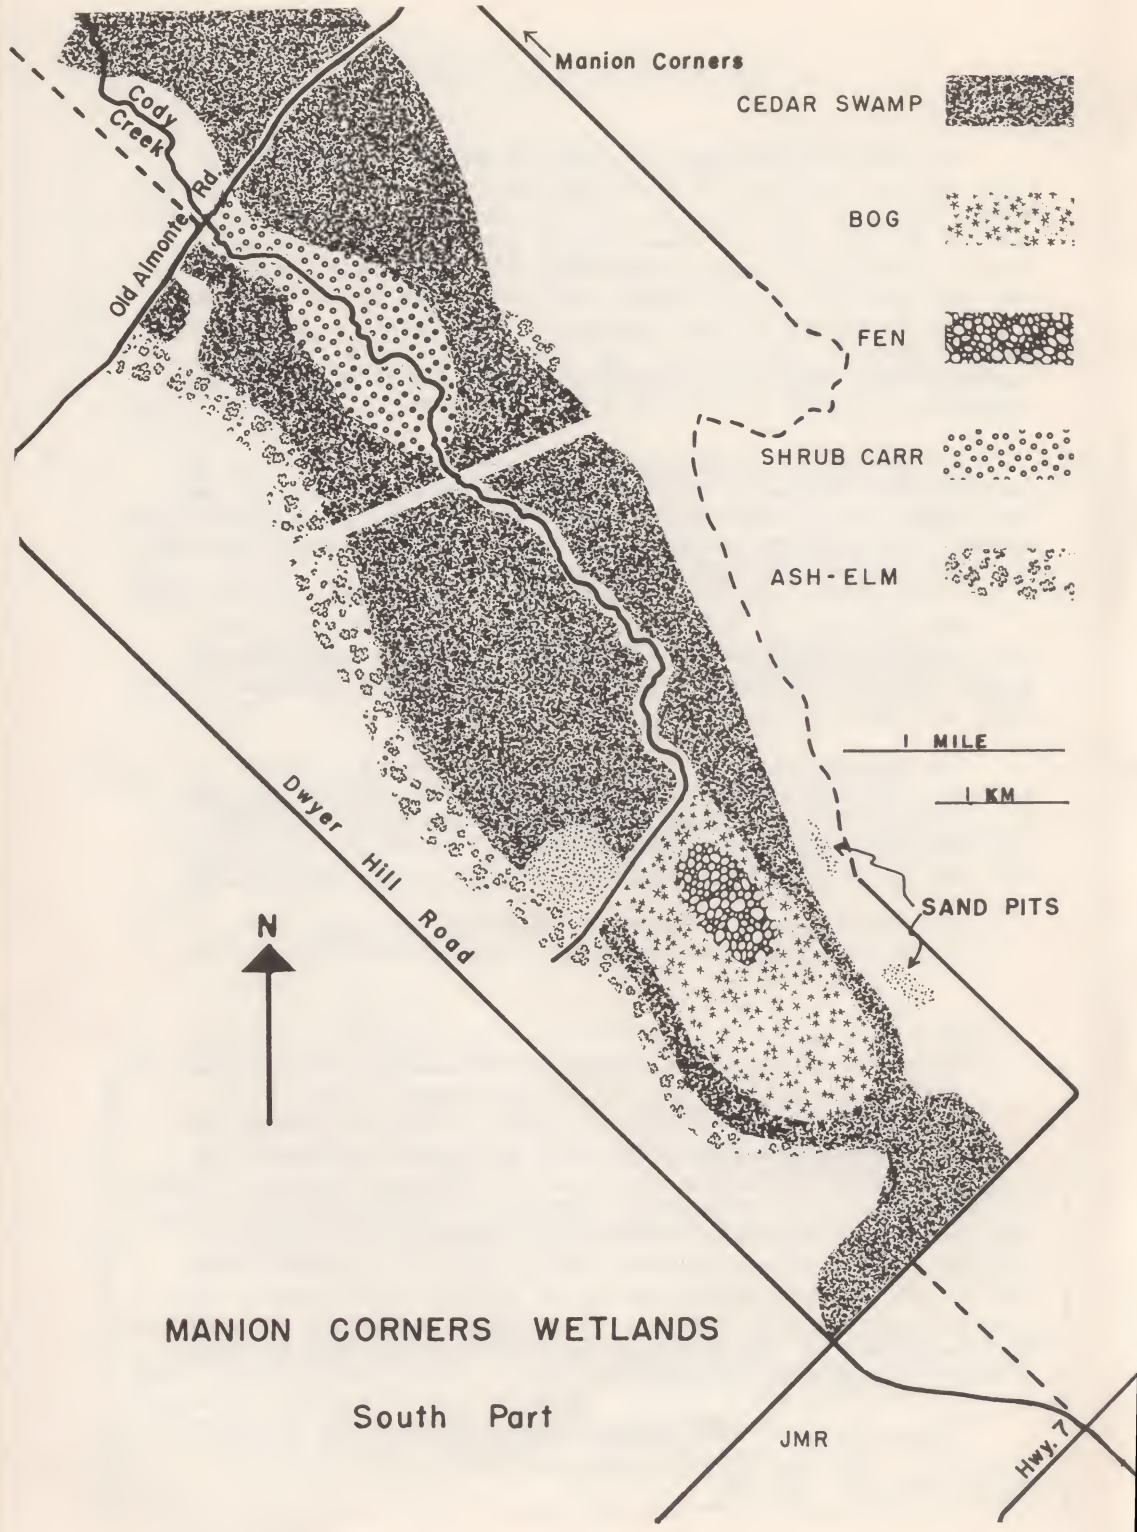 Manion Corners
CEDAR SWAMP
BOG
FEN
SHRUB CARR
ASH-ELM
1 MILE
1 KM
SAND PITS
Cody
Creek
Old Almonte Rd.
Dwyer Hill Road
N
MANION CORNERS WETLANDS
South Part
JMR
Hwy. 7